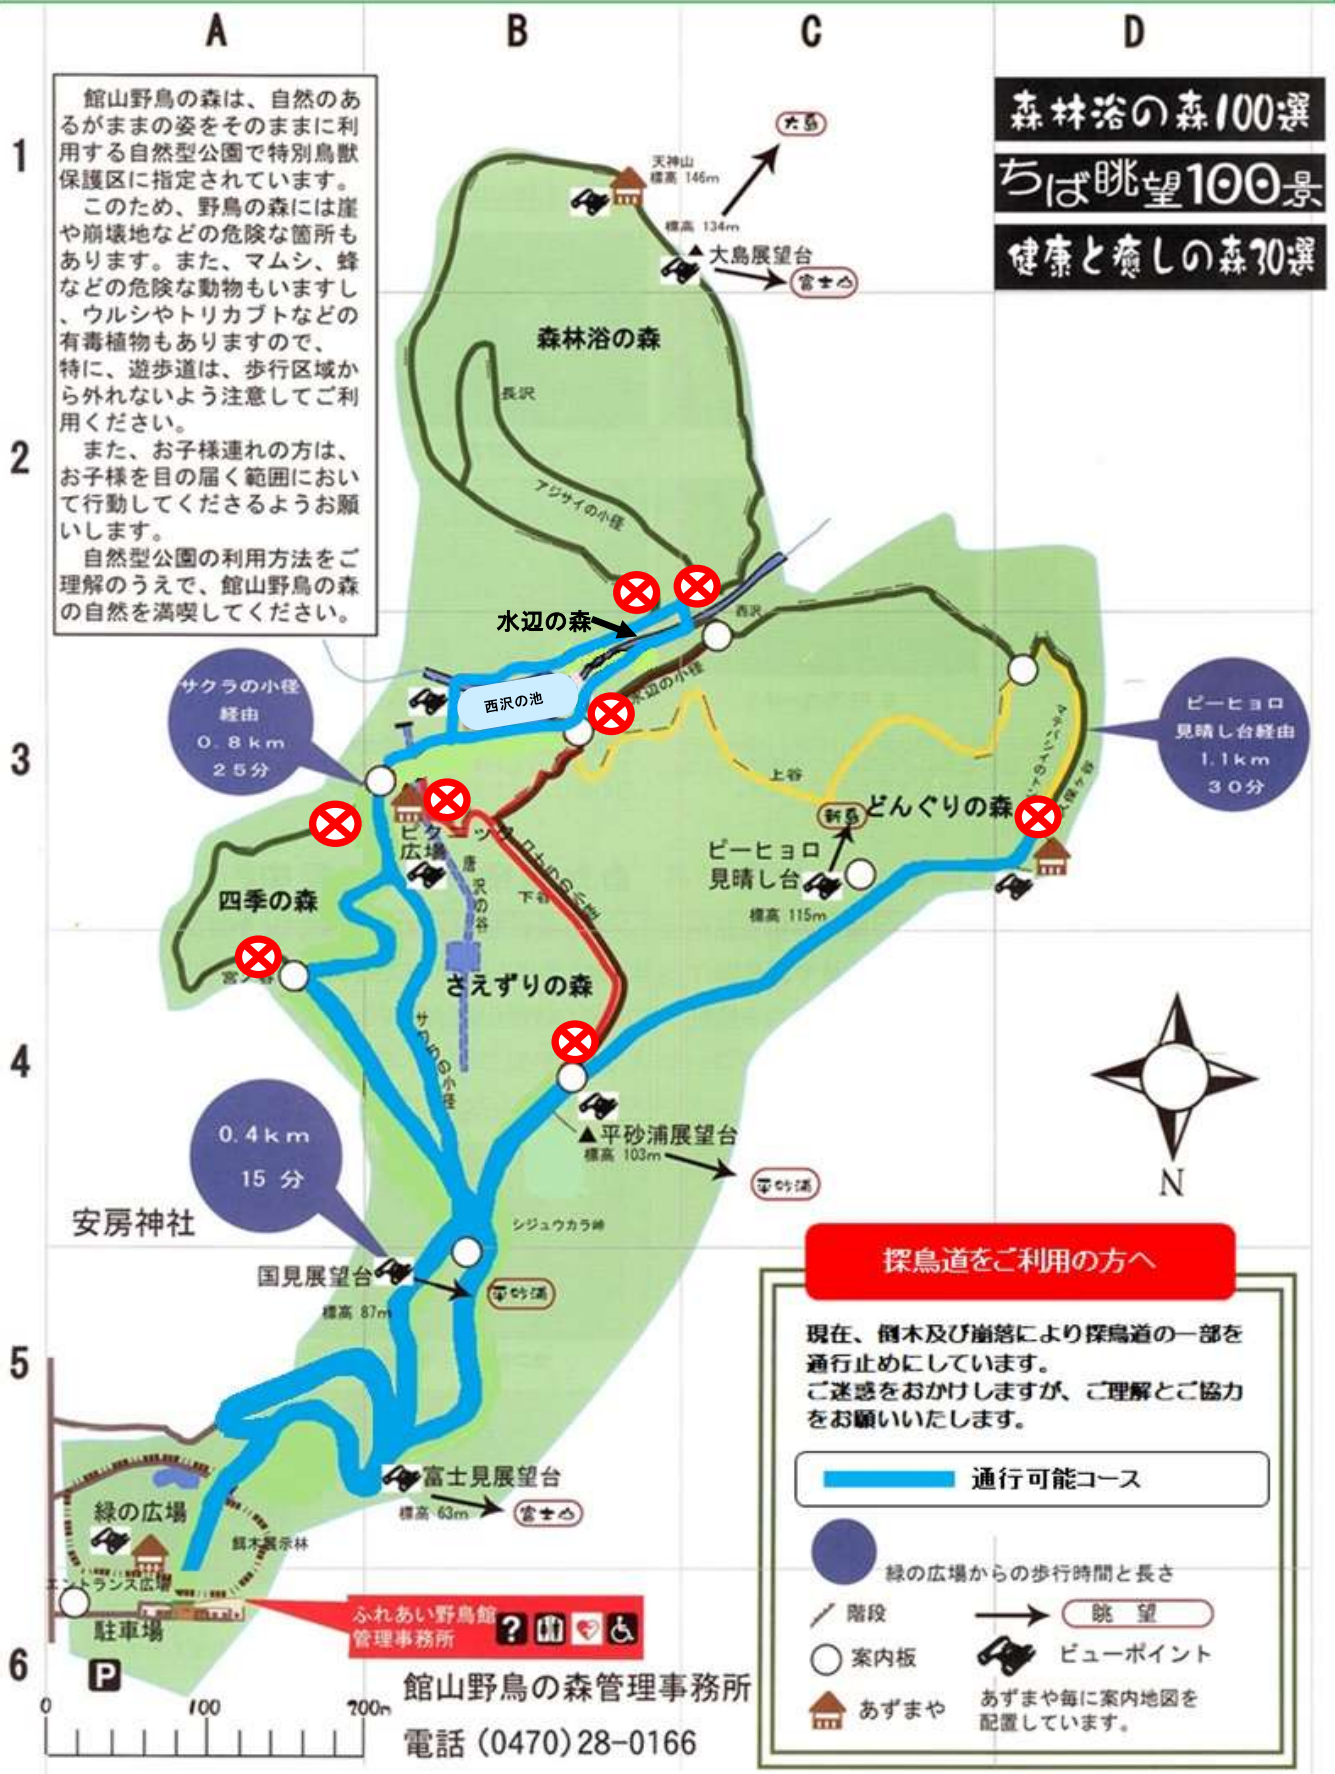 A
B
C
D
1
2
3
4
5
6
館山野鳥の森は、自然のあ
るがままの姿をそのままに利
用する自然型公園で特別鳥獣
保護区に指定されています。
このため、野鳥の森には崖
や崩壊地などの危険な箇所も
あります。また、マムシ、蜂
などの危険な動物もいますし
、ウルシやトリカブトなどの
有毒植物もありますので、
特に、遊歩道は、歩行区域か
ら外れないよう注意してご利
用ください。
また、お子様連れの方は、
お子様を目の届く範囲におい
て行動してくださるようお願
いします。
自然型公園の利用方法をご
理解のうえで、館山野鳥の森
の自然を満喫してください。
森林浴の森100選
ちば眺望100景
健康と癒しの森30選
大島
天神山
標高 146m
標高 134m
▲大島展望台
富士山
森林浴の森
長沢
アジサイの小径
水辺の森
西沢
西沢の池
水辺の小径
サクラの小径
経由
0.8km
25分
ピーヒョロ
見晴し台経由
1.1km
30分
上谷
新島
どんぐりの森
ピーヒョロ
見晴し台
標高 115m
広場
唐沢の谷
下谷
四季の森
さえずりの森
サクラの小径
0.4km
15 分
▲平砂浦展望台
標高 103m
平砂浦
シジュウカラ峠
安房神社
国見展望台
標高 87m
平砂浦
富士見展望台
標高 63m
富士山
緑の広場
餌木展示林
エントランス広場
駐車場
P
ふれあい野鳥館
管理事務所
?
館山野鳥の森管理事務所
電話 (0470)28-0166
0
100
200m
N
探鳥道をご利用の方へ
現在、倒木及び崩落により探鳥道の一部を
通行止めにしています。
ご迷惑をおかけしますが、ご理解とご協力
をお願いいたします。
通行可能コース
緑の広場からの歩行時間と長さ
階段
眺 望
案内板
ビューポイント
あずまや
あずまや毎に案内地図を
配置しています。